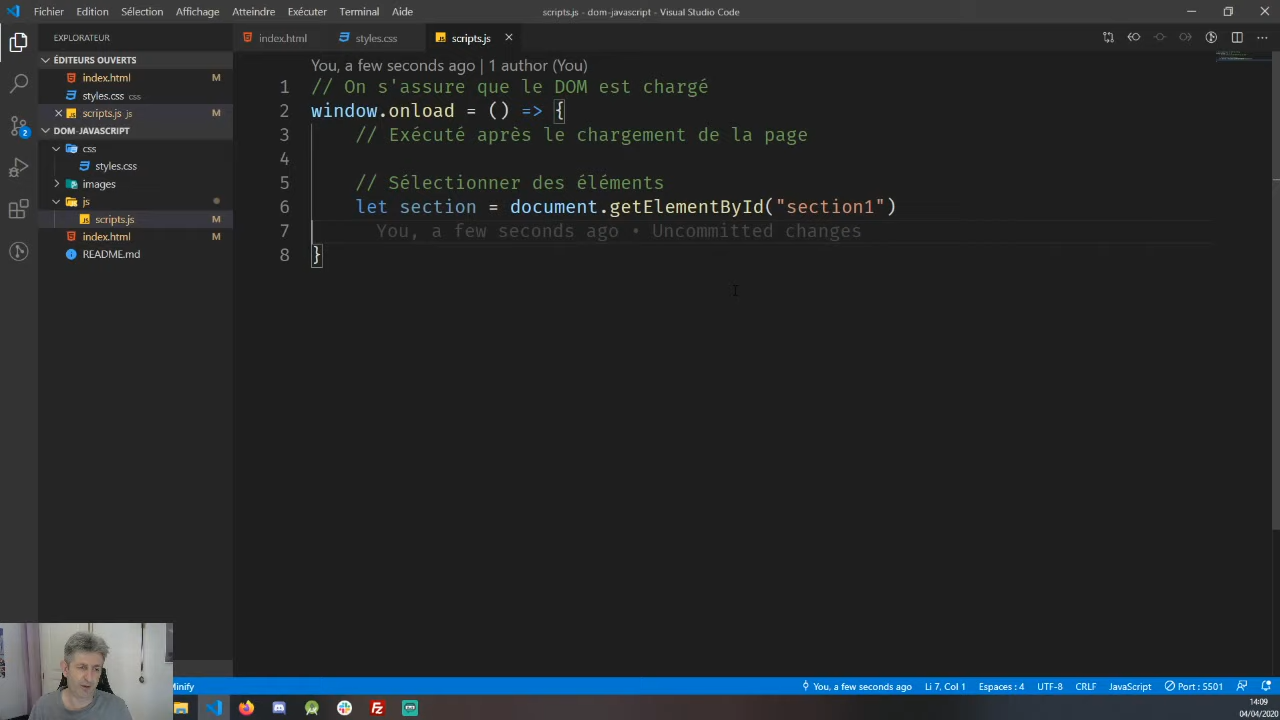 Fichier Edition Sélection Affichage Atteindre Exécuter Terminal Aide
scripts.js - dom-javascript - Visual Studio Code
EXPLORATEUR
index.html
styles.css
scripts.js
ÉDITEURS OUVERTS
index.html M
styles.css css
scripts.js js M
DOM-JAVASCRIPT
css
styles.css
images
js
scripts.js M
index.html M
README.md
2
You, a few seconds ago | 1 author (You)
1 // On s'assure que le DOM est chargé
2 window.onload = () => {
3 // Exécuté après le chargement de la page
4
5 // Sélectionner des éléments
6 let section = document.getElementById("section1")
7 You, a few seconds ago • Uncommitted changes
8 }
Minify
You, a few seconds ago
Li 7, Col 1
Espaces : 4
UTF-8
CRLF
JavaScript
Port : 5501
14:09
04/04/2020